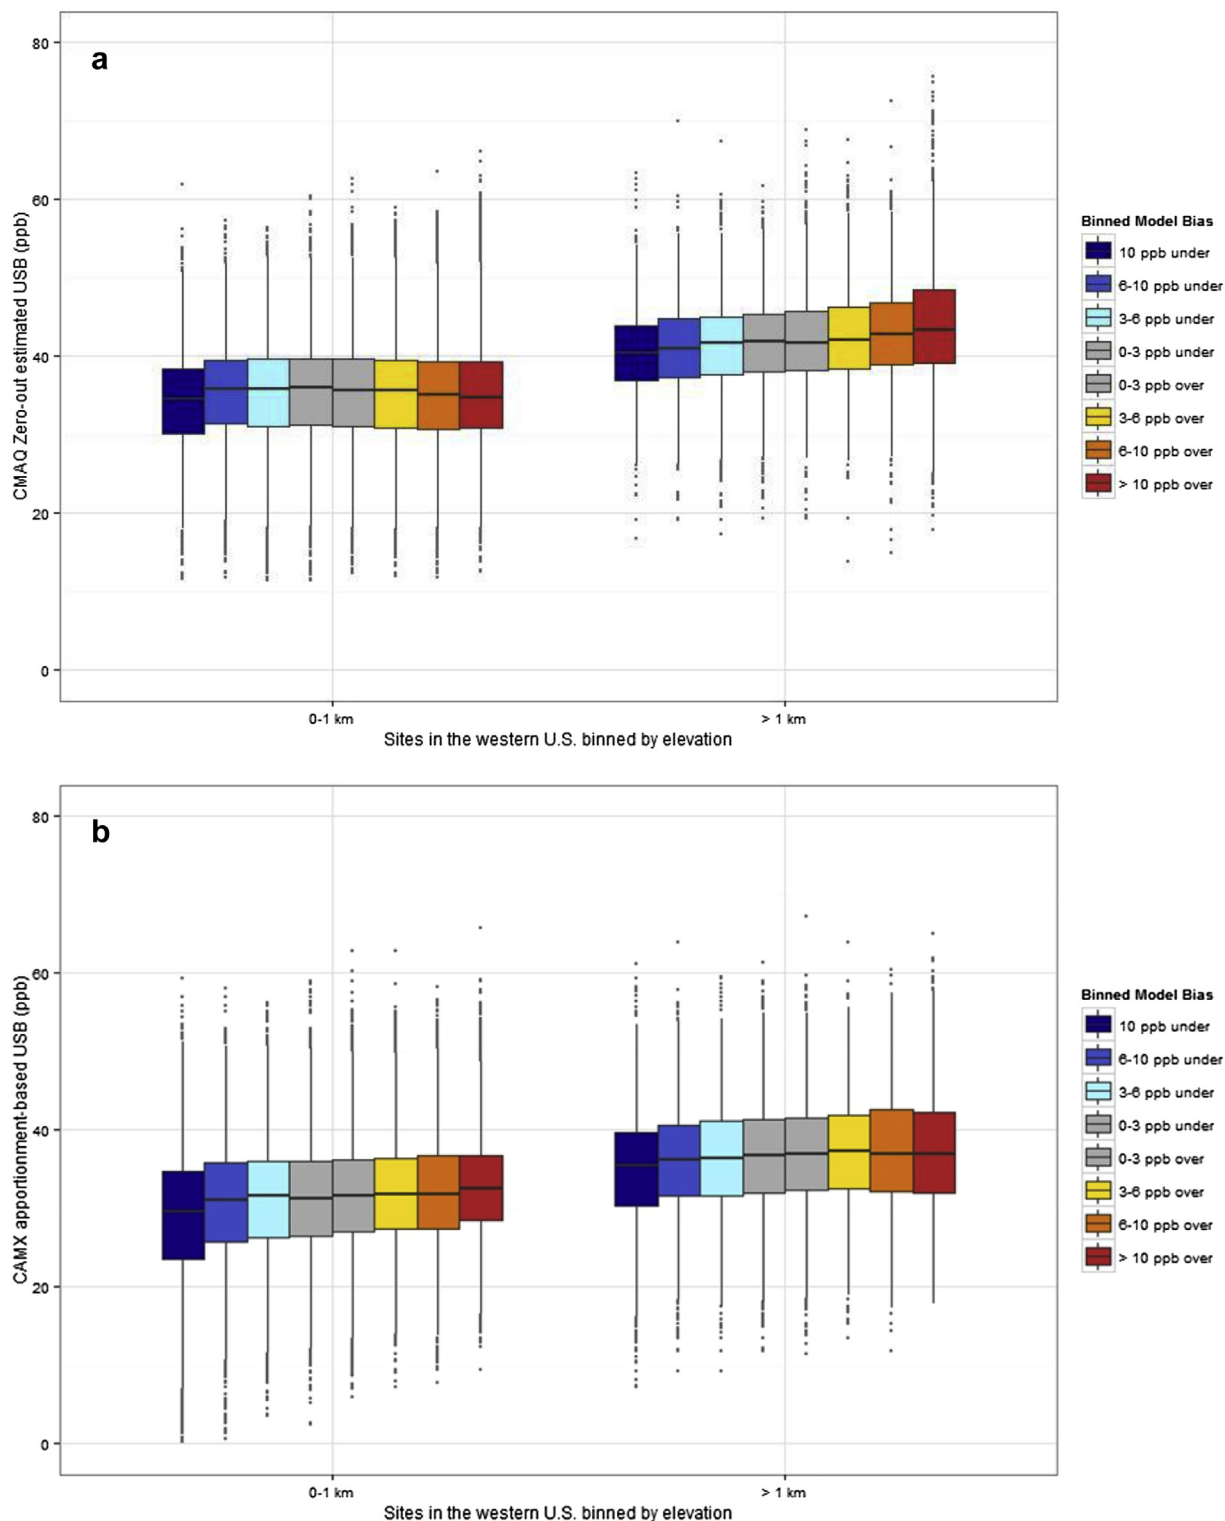 a
80
60
40
20
0
CMAQ Zero-out estimated USB (ppb)
0-1 km
> 1 km
Sites in the western U.S. binned by elevation
Binned Model Bias
10 ppb under
6-10 ppb under
3-6 ppb under
0-3 ppb under
0-3 ppb over
3-6 ppb over
6-10 ppb over
> 10 ppb over
b
80
60
40
20
0
CAMX apportionment-based USB (ppb)
0-1 km
> 1 km
Sites in the western U.S. binned by elevation
Binned Model Bias
10 ppb under
6-10 ppb under
3-6 ppb under
0-3 ppb under
0-3 ppb over
3-6 ppb over
6-10 ppb over
> 10 ppb over